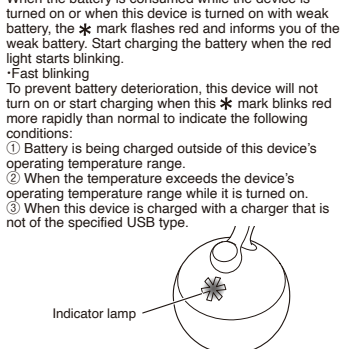 When the battery is consumed while the device is
turned on or when this device is turned on with weak
battery, the * mark flashes red and informs you of the
weak battery. Start charging the battery when the red
light starts blinking.
・Fast blinking
To prevent battery deterioration, this device will not
turn on or start charging when this * mark blinks red
more rapidly than normal to indicate the following
conditions:
① Battery is being charged outside of this device's
operating temperature range.
② When the temperature exceeds the device's
operating temperature range while it is turned on.
③ When this device is charged with a charger that is
not of the specified USB type.
Indicator lamp